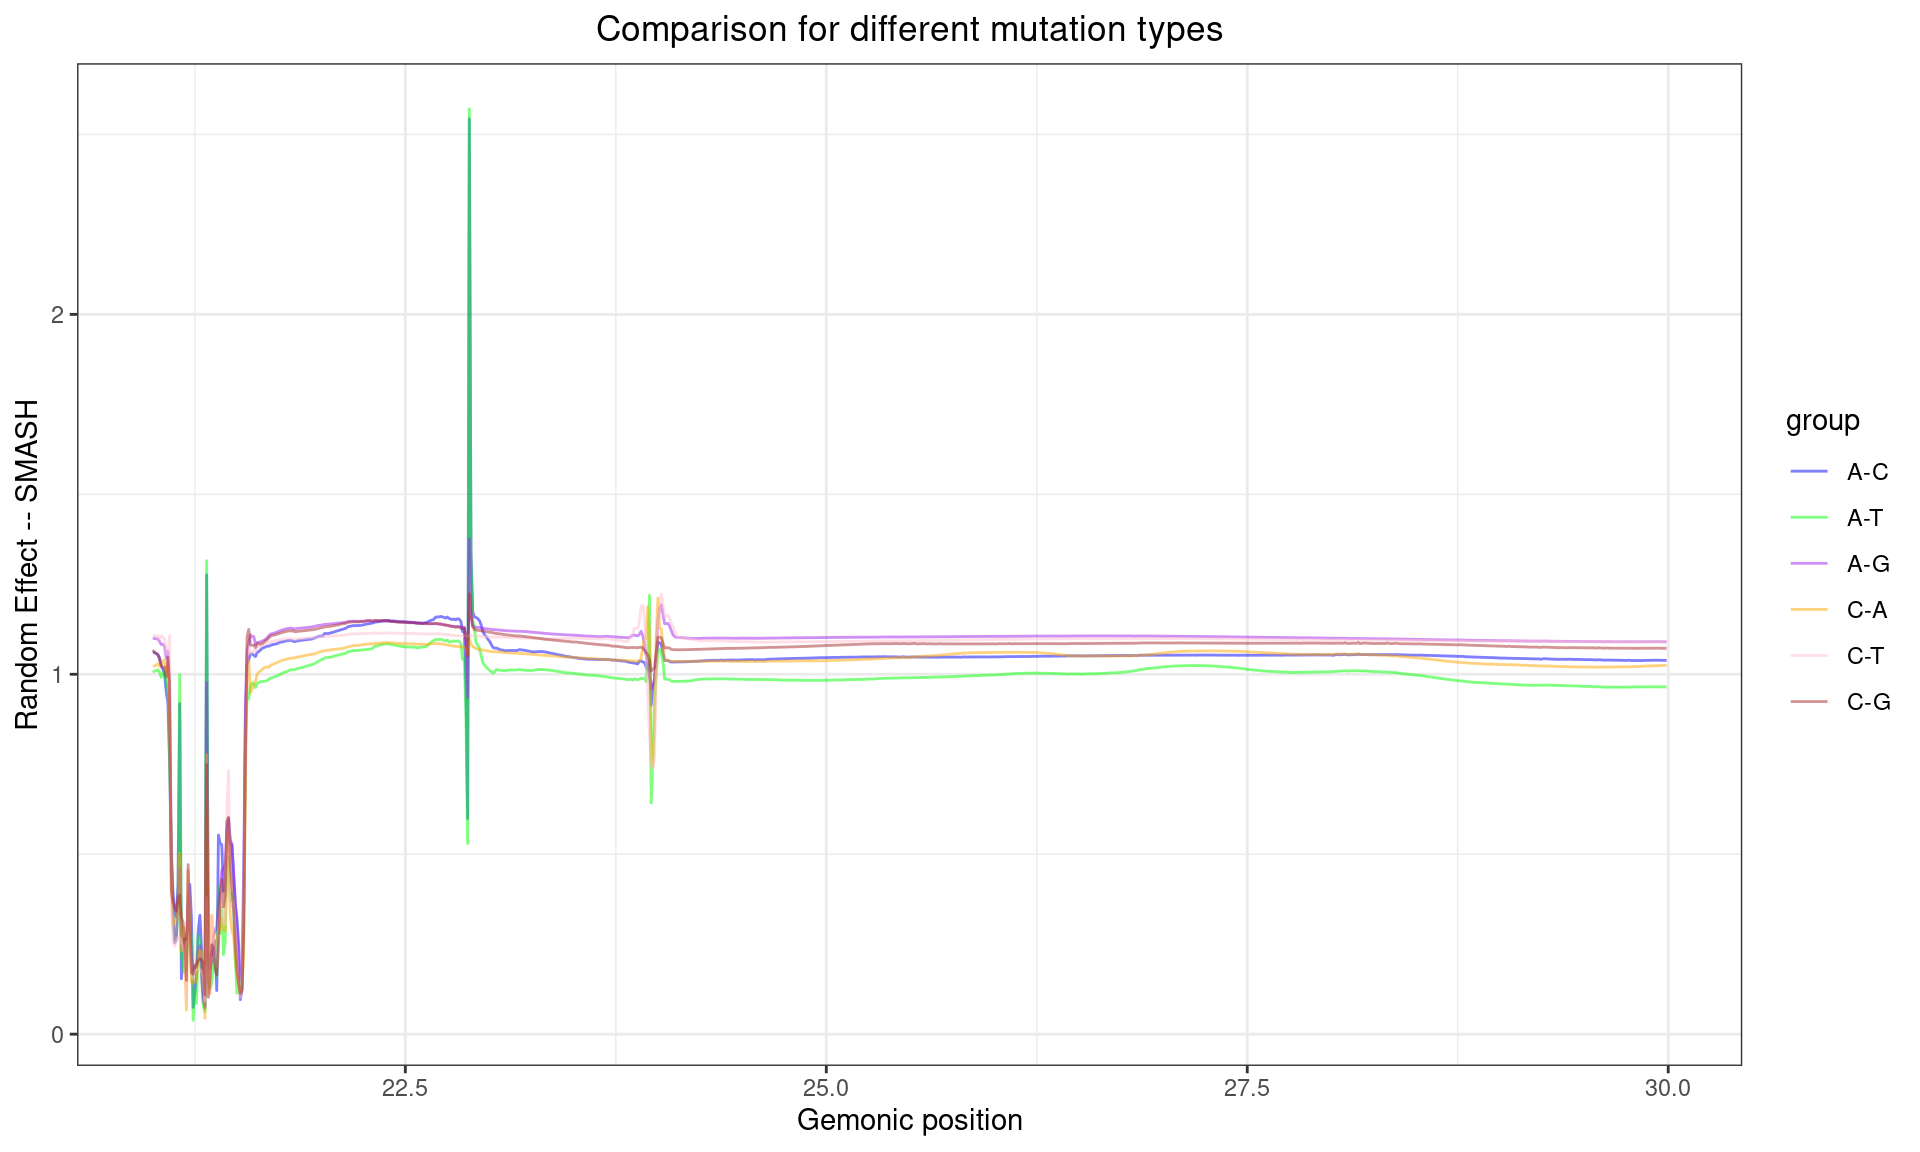 Comparison for different mutation types
Random Effect -- SMASH
2
1
0
22.5
25.0
27.5
30.0
Gemonic position
group
A-C
A-T
A-G
C-A
C-T
C-G